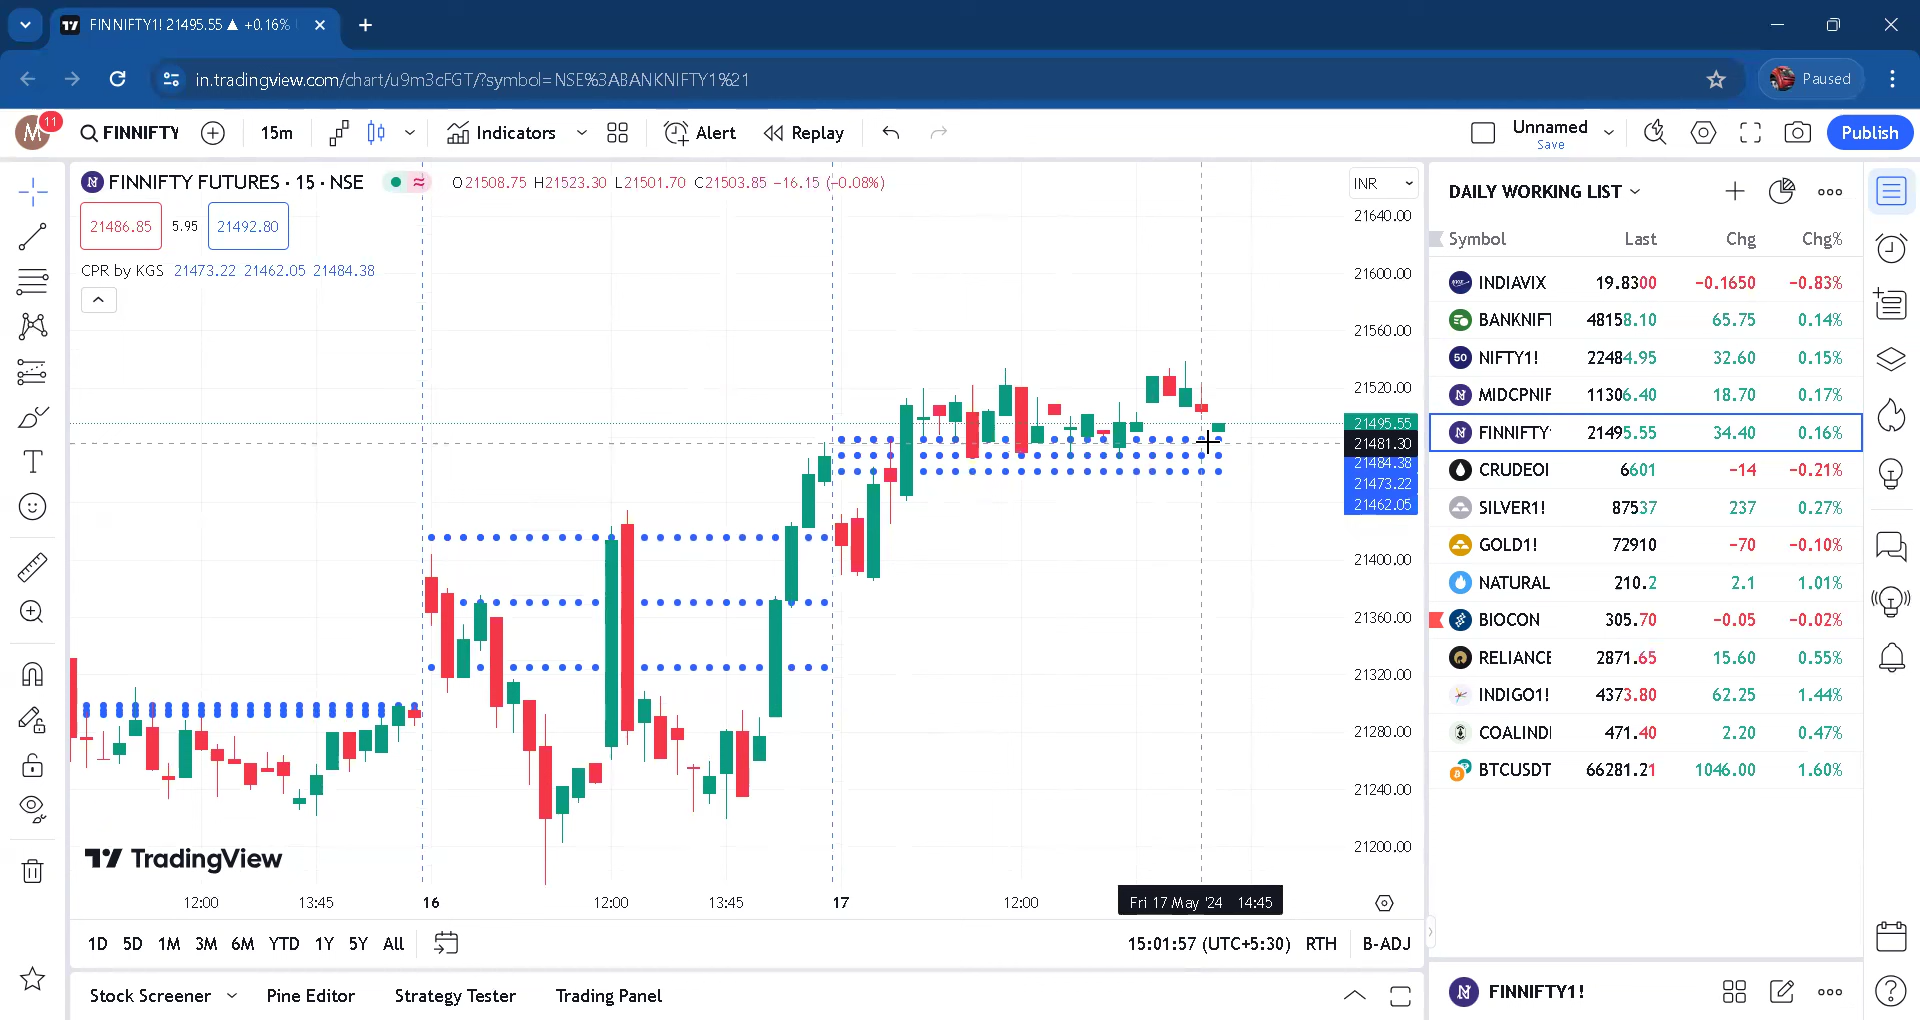 FINNIFTY1! 21495.55 ▲ +0.16%
in.tradingview.com/chart/u9m3cFGT/?symbol=NSE%3ABANKNIFTY1%21
Paused
M 11
FINNIFTY
15m
Indicators
Alert
Replay
Unnamed
Save
Publish
FINNIFTY FUTURES · 15 · NSE
O21508.75 H21523.30 L21501.70 C21503.85 −16.15 (−0.08%)
INR
21486.85 5.95 21492.80
CPR by KGS 21473.22 21462.05 21484.38
21640.00
21600.00
21560.00
21520.00
21495.55
21481.30
21484.38
21473.22
21462.05
21400.00
21360.00
21320.00
21280.00
21240.00
21200.00
TradingView
12:00 13:45 16 12:00 13:45 17 12:00 Fri 17 May '24 14:45
1D 5D 1M 3M 6M YTD 1Y 5Y All
15:01:57 (UTC+5:30) RTH B-ADJ
Stock Screener Pine Editor Strategy Tester Trading Panel
DAILY WORKING LIST
Symbol Last Chg Chg%
INDIAVIX 19.8300 −0.1650 −0.83%
BANKNIFT 48158.10 65.75 0.14%
50 NIFTY1! 22484.95 32.60 0.15%
MIDCPNIF 11306.40 18.70 0.17%
FINNIFTY 21495.55 34.40 0.16%
CRUDEOI 6601 −14 −0.21%
SILVER1! 87537 237 0.27%
GOLD1! 72910 −70 −0.10%
NATURAL 210.2 2.1 1.01%
BIOCON 305.70 −0.05 −0.02%
RELIANCE 2871.65 15.60 0.55%
INDIGO1! 4373.80 62.25 1.44%
COALINDI 471.40 2.20 0.47%
BTCUSDT 66281.21 1046.00 1.60%
FINNIFTY1!